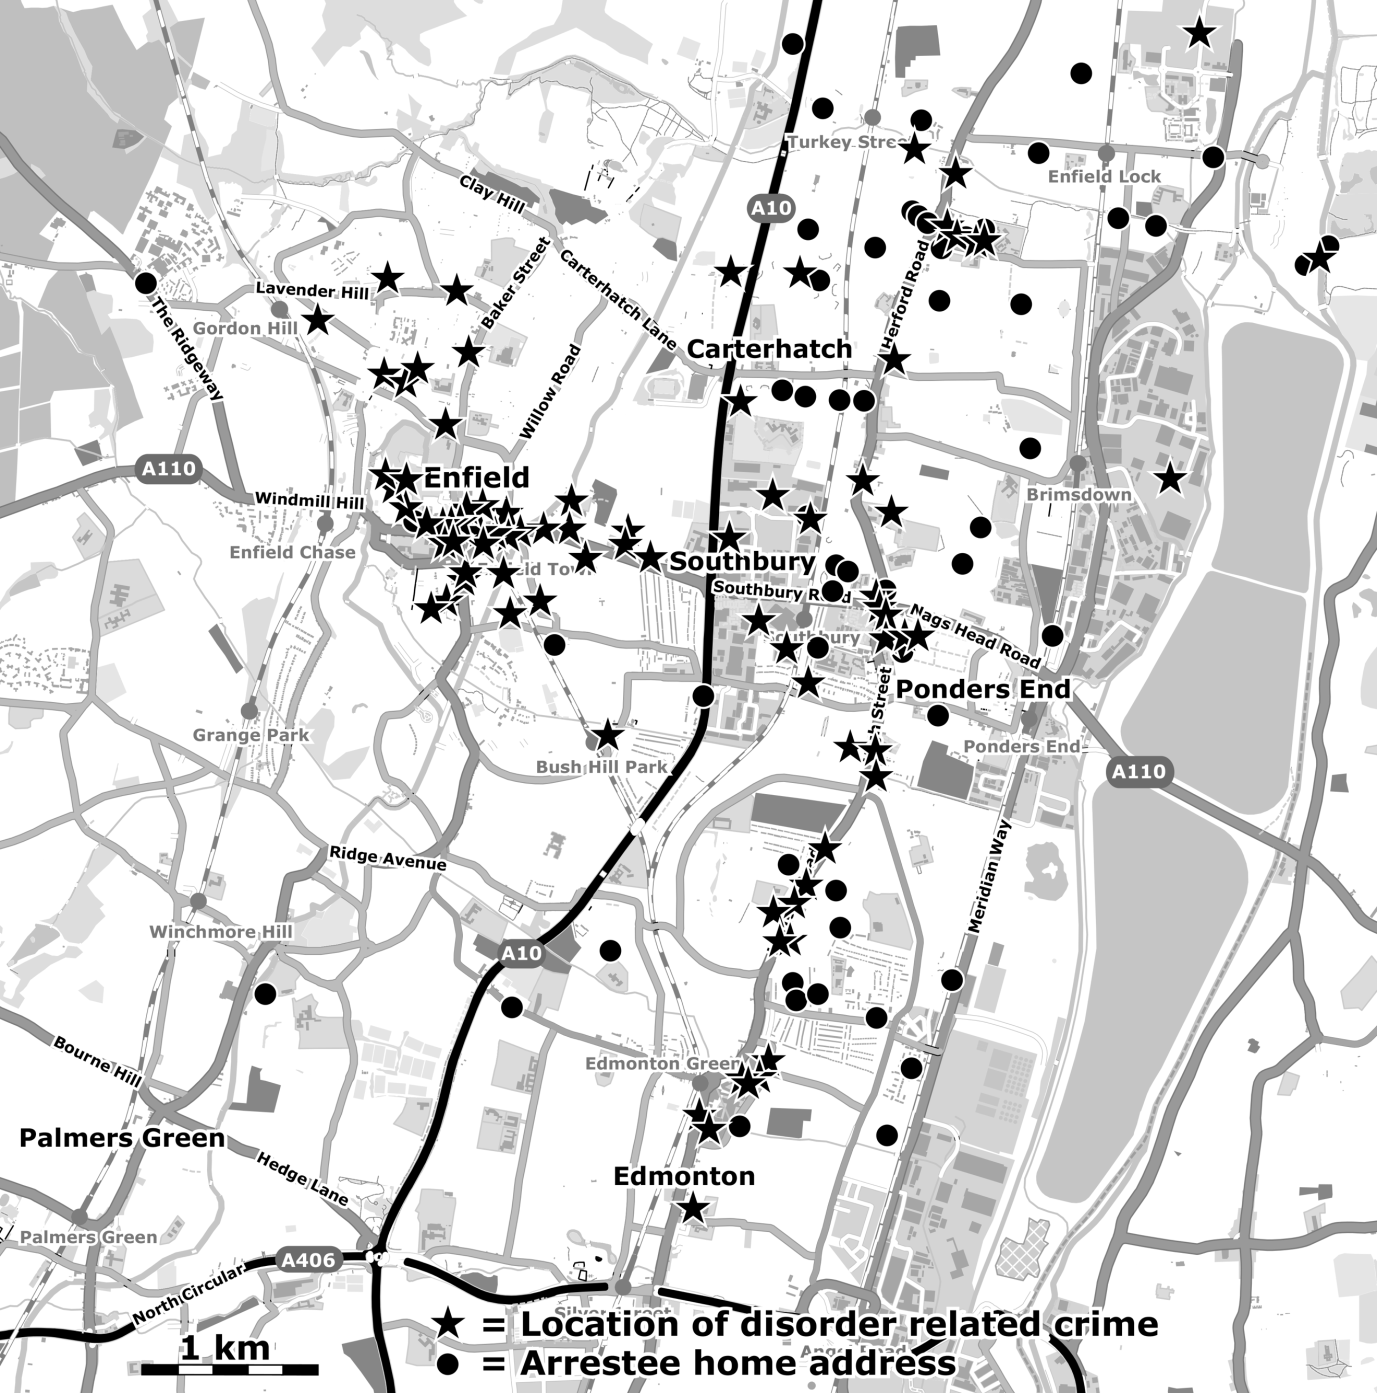 Turkey Stre
Enfield Lock
Clay Hill
A10
Baker Street
Carterhatch Lane
Lavender Hill
Gordon Hill
The Ridgeway
Herford Road
Carterhatch
Willow Road
A110
Enfield
Windmill Hill
Brimsdown
Enfield Chase
Southbury
Southbury R
Nags Head Road
Ponders End
Street
Grange Park
Ponders End
Bush Hill Park
A110
Ridge Avenue
Meridian Way
Winchmore Hill
A10
Bourne Hill
Edmonton Green
Palmers Green
Hedge Lane
Edmonton
Palmers Green
A406
North Circular
1 km
★ = Location of disorder related crime
● = Arrestee home address